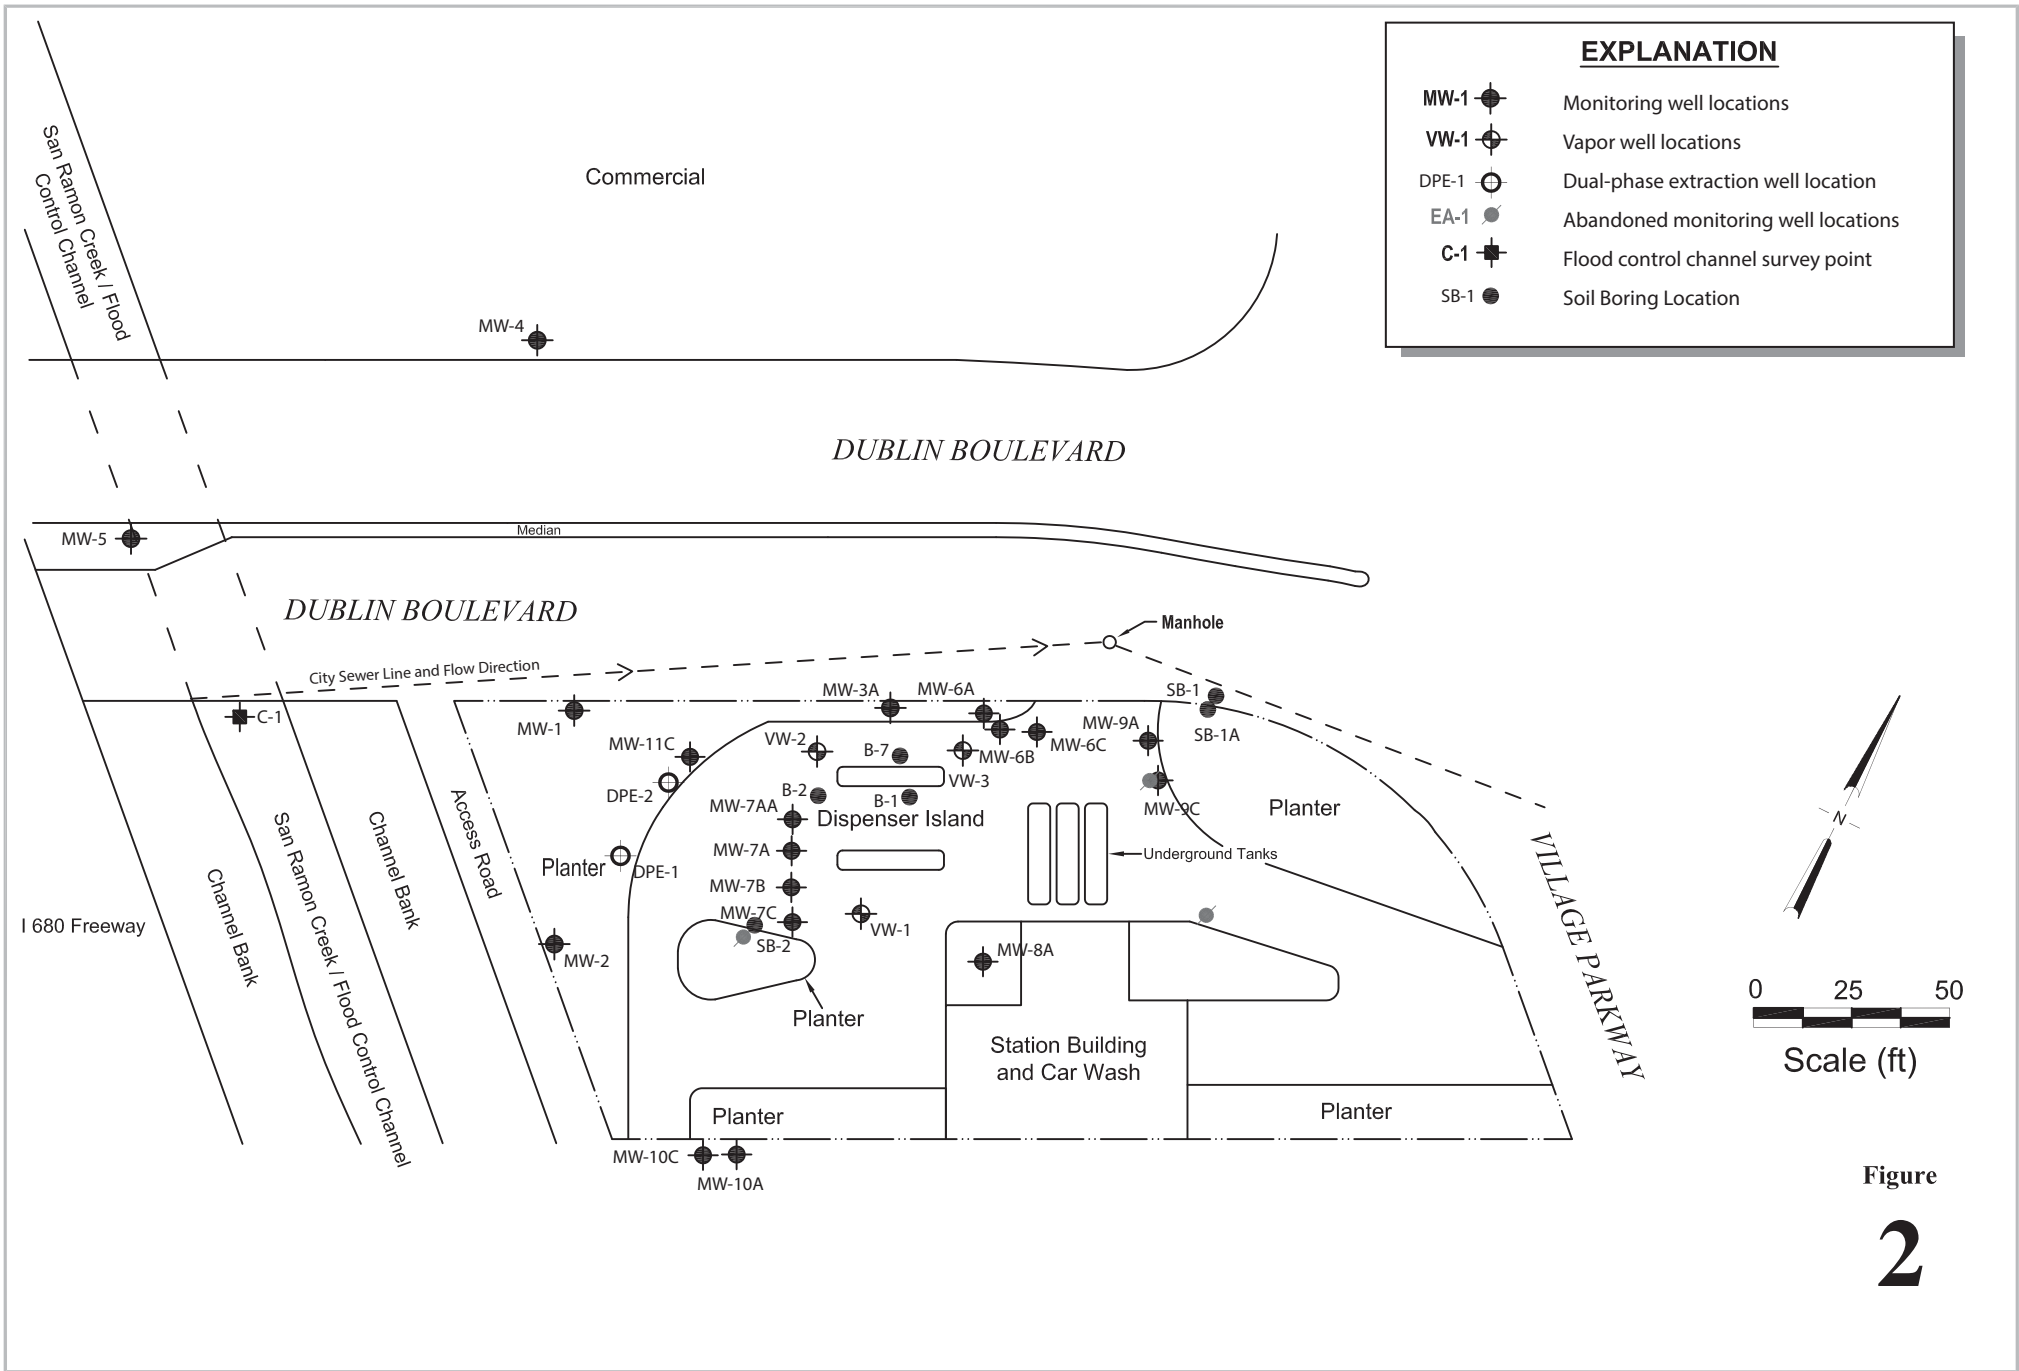 EXPLANATION
MW-1 Monitoring well locations
VW-1 Vapor well locations
DPE-1 Dual-phase extraction well location
EA-1 Abandoned monitoring well locations
C-1 Flood control channel survey point
SB-1 Soil Boring Location
San Ramon Creek / Flood
Control Channel
Commercial
MW-4
DUBLIN BOULEVARD
Median
MW-5
DUBLIN BOULEVARD
Manhole
City Sewer Line and Flow Direction
C-1
MW-1
MW-3A
MW-6A
SB-1
SB-1A
MW-9A
MW-11C
VW-2
B-7
MW-6B
MW-6C
VW-3
DPE-2
B-2
B-1
MW-7AA
Dispenser Island
MW-9C
Planter
MW-7A
Underground Tanks
Planter
DPE-1
MW-7B
MW-7C
VW-1
SB-2
MW-2
MW-8A
Planter
Station Building
and Car Wash
Planter
Planter
MW-10C
MW-10A
I 680 Freeway
Channel Bank
San Ramon Creek / Flood Control Channel
Channel Bank
Access Road
VILLAGE PARKWAY
N
0 25 50
Scale (ft)
Figure
2